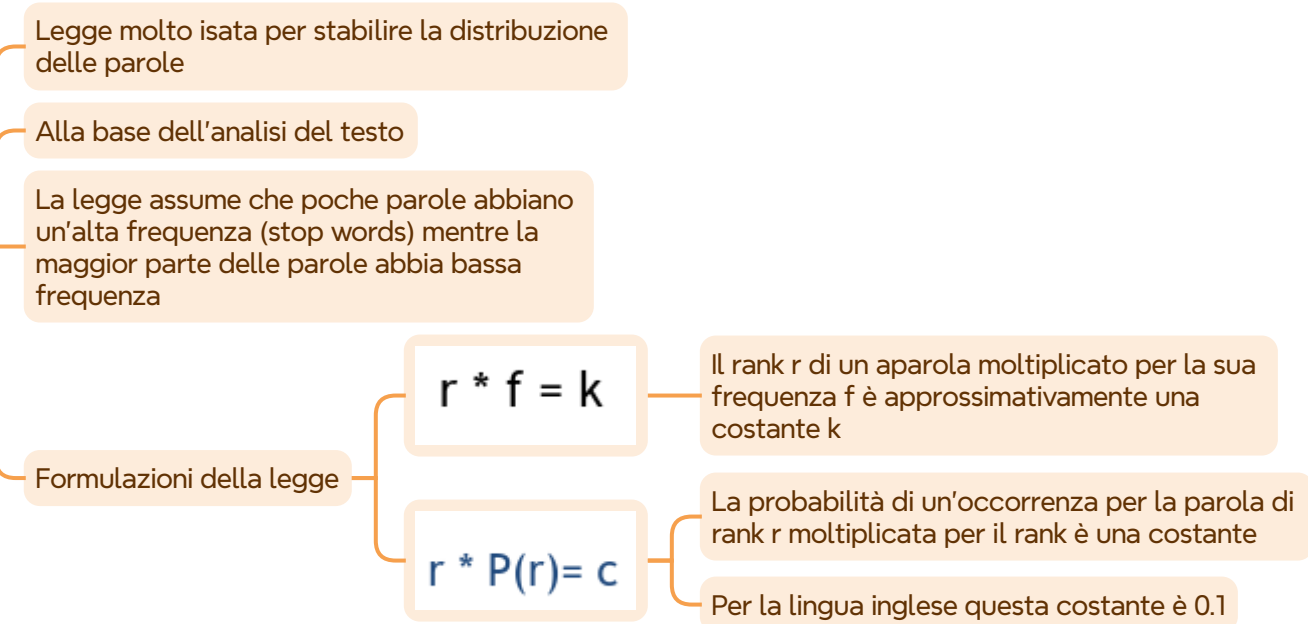 Legge molto isata per stabilire la distribuzione
delle parole
Alla base dell'analisi del testo
La legge assume che poche parole abbiano
un'alta frequenza (stop words) mentre la
maggior parte delle parole abbia bassa
frequenza
Formulazioni della legge
r * f = k
Il rank r di un aparola moltiplicato per la sua
frequenza f è approssimativamente una
costante k
r * P(r)= c
La probabilità di un'occorrenza per la parola di
rank r moltiplicata per il rank è una costante
Per la lingua inglese questa costante è 0.1